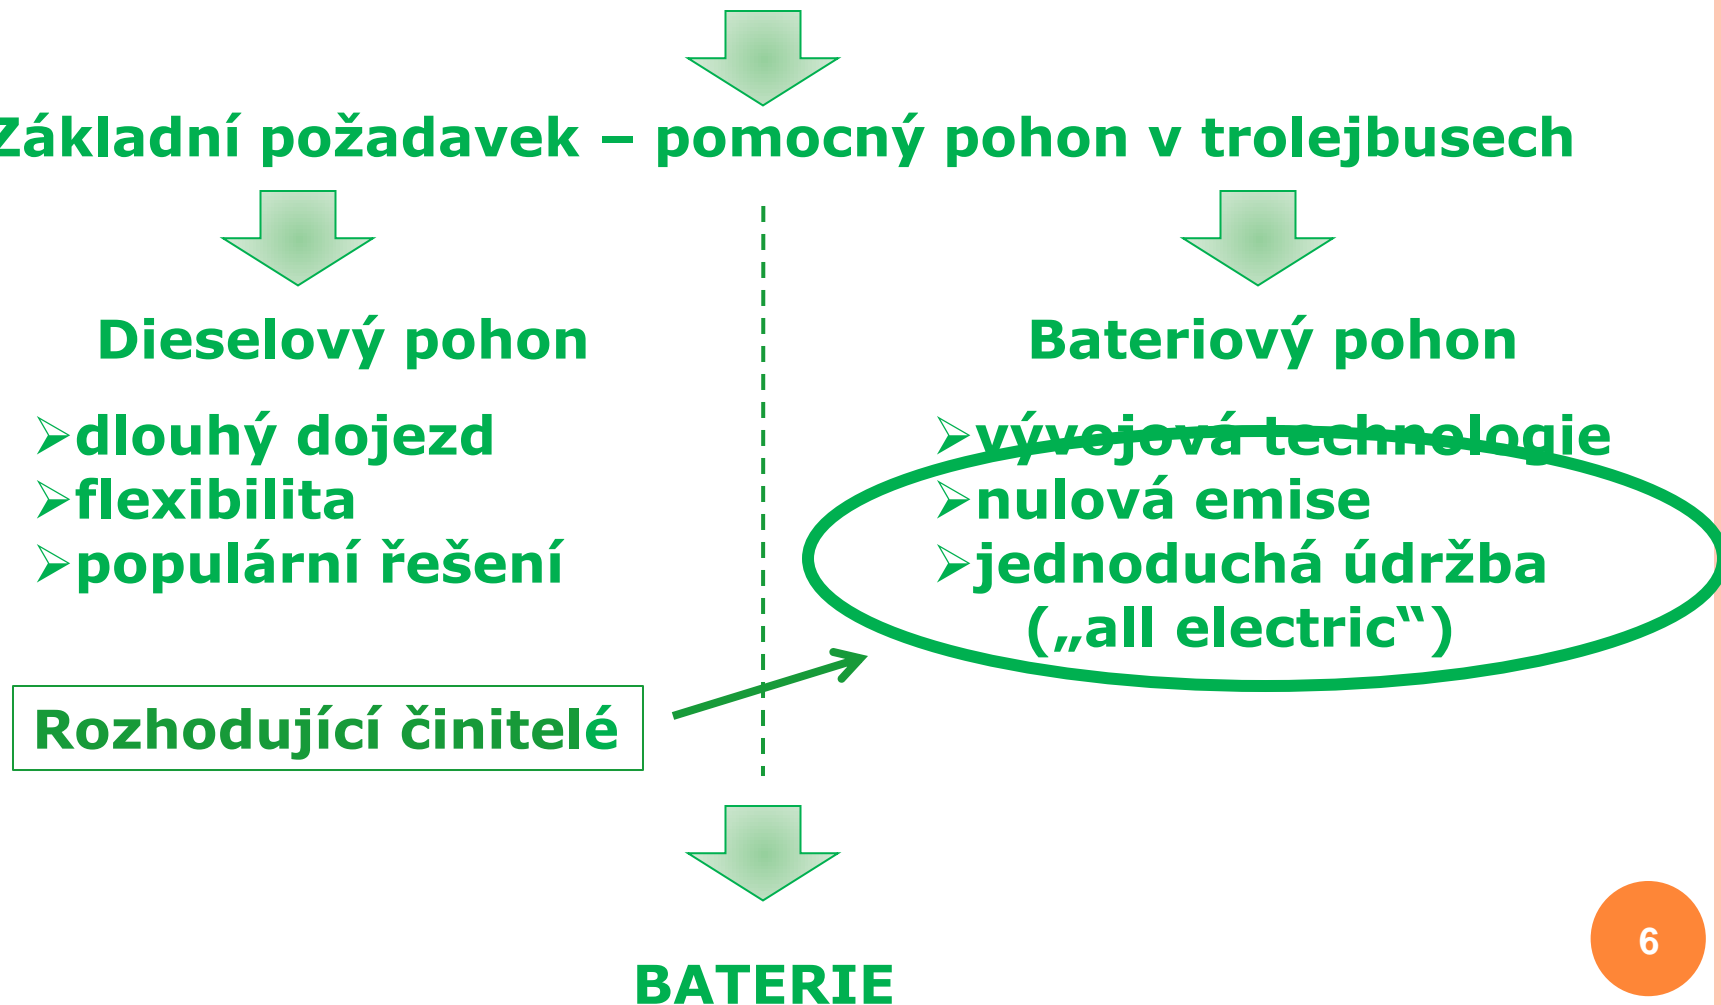 Základní požadavek – pomocný pohon v trolejbusech
Dieselový pohon
dlouhý dojezd
flexibilita
populární řešení
Bateriový pohon
vývojová technologie
nulová emise
jednoduchá údržba
(„all electric“)
Rozhodující činitelé
BATERIE
6